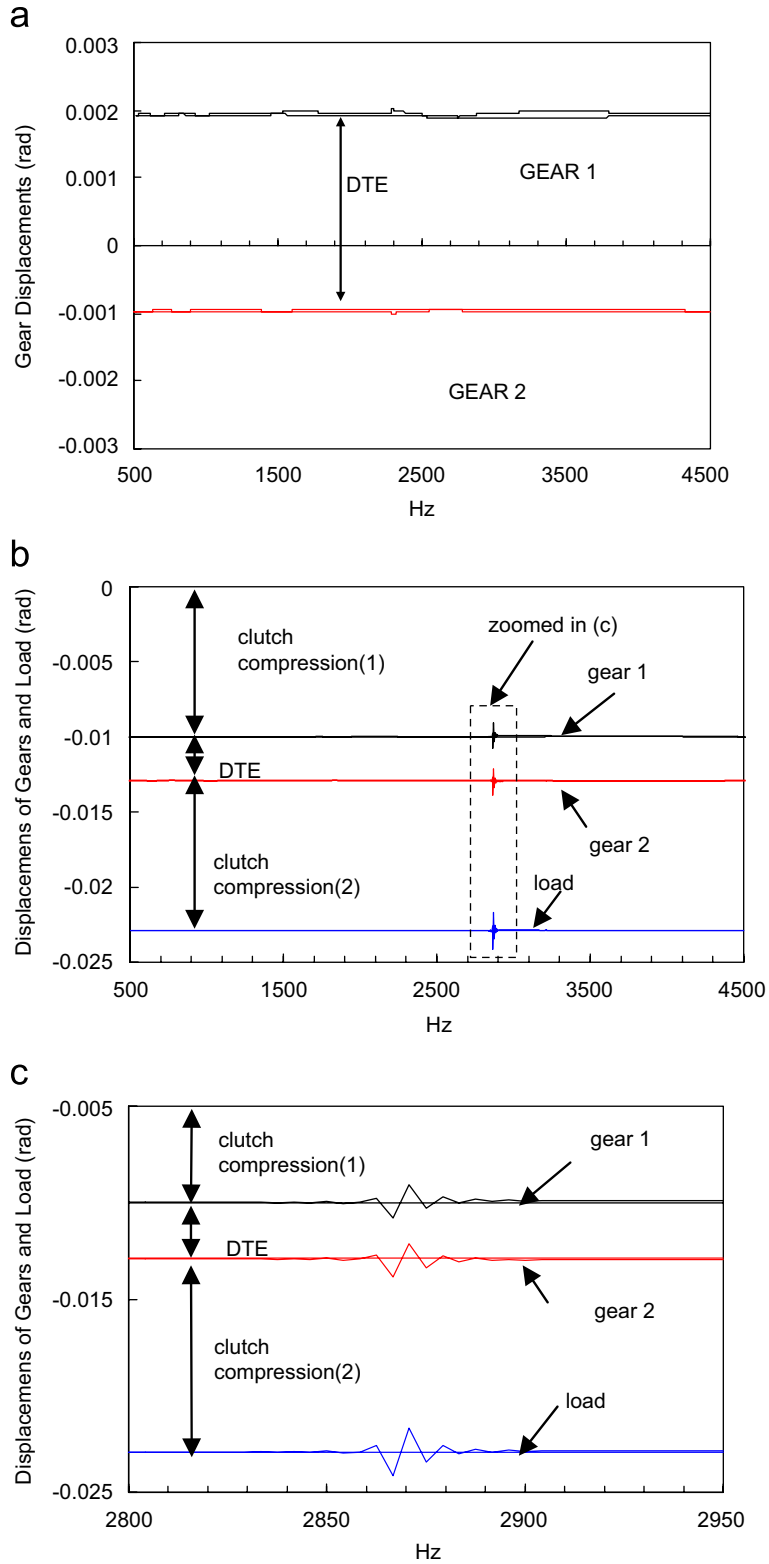 a
0.003
0.002
0.001
0
-0.001
-0.002
-0.003
Gear Displacements (rad)
DTE
GEAR 1
GEAR 2
500
1500
2500
3500
4500
Hz
b
0
-0.005
-0.01
-0.015
-0.02
-0.025
Displacemens of Gears and Load (rad)
clutch
compression(1)
zoomed in (c)
gear 1
DTE
gear 2
clutch
compression(2)
load
500
1500
2500
3500
4500
Hz
c
-0.005
-0.015
-0.025
Displacemens of Gears and Load (rad)
clutch
compression(1)
gear 1
DTE
gear 2
clutch
compression(2)
load
2800
2850
2900
2950
Hz